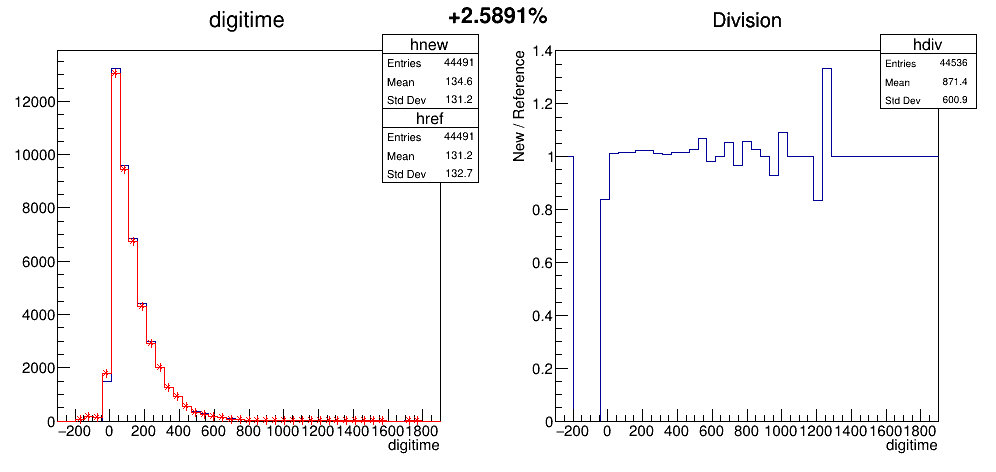 digitime
+2.5891%
Division
hnew
Entries 44491
Mean 134.6
Std Dev 131.2
href
Entries 44491
Mean 131.2
Std Dev 132.7
12000
10000
8000
6000
4000
2000
0
−200 0 200 400 600 800 1000 1200 1400 1600 1800
digitime
hdiv
Entries 44536
Mean 871.4
Std Dev 600.9
New / Reference
1.4
1.2
1
0.8
0.6
0.4
0.2
0
−200 0 200 400 600 800 1000 1200 1400 1600 1800
digitime